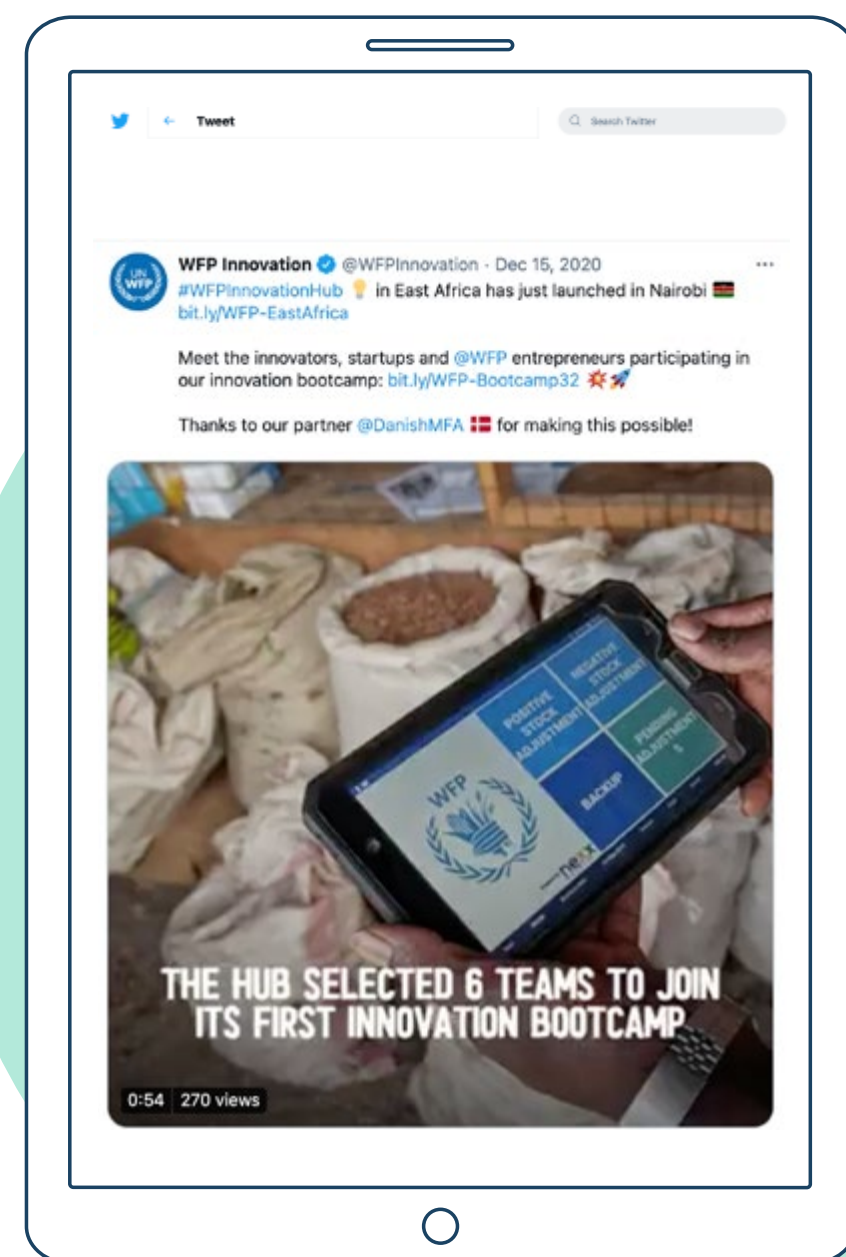 Tweet
Search Twitter
WFP Innovation @WFPInnovation · Dec 15, 2020
#WFPInnovationHub 💡 in East Africa has just launched in Nairobi 🇰🇪
bit.ly/WFP-EastAfrica
Meet the innovators, startups and @WFP entrepreneurs participating in
our innovation bootcamp: bit.ly/WFP-Bootcamp32 💥🚀
Thanks to our partner @DanishMFA 🇩🇰 for making this possible!
UN
WFP
POSITIVE
STOCK
ADJUSTMENT
NEGATIVE
STOCK
ADJUSTMENT
WFP
BACKUP
PENDING
ADJUSTMENT
S
THE HUB SELECTED 6 TEAMS TO JOIN
ITS FIRST INNOVATION BOOTCAMP
0:54 270 views